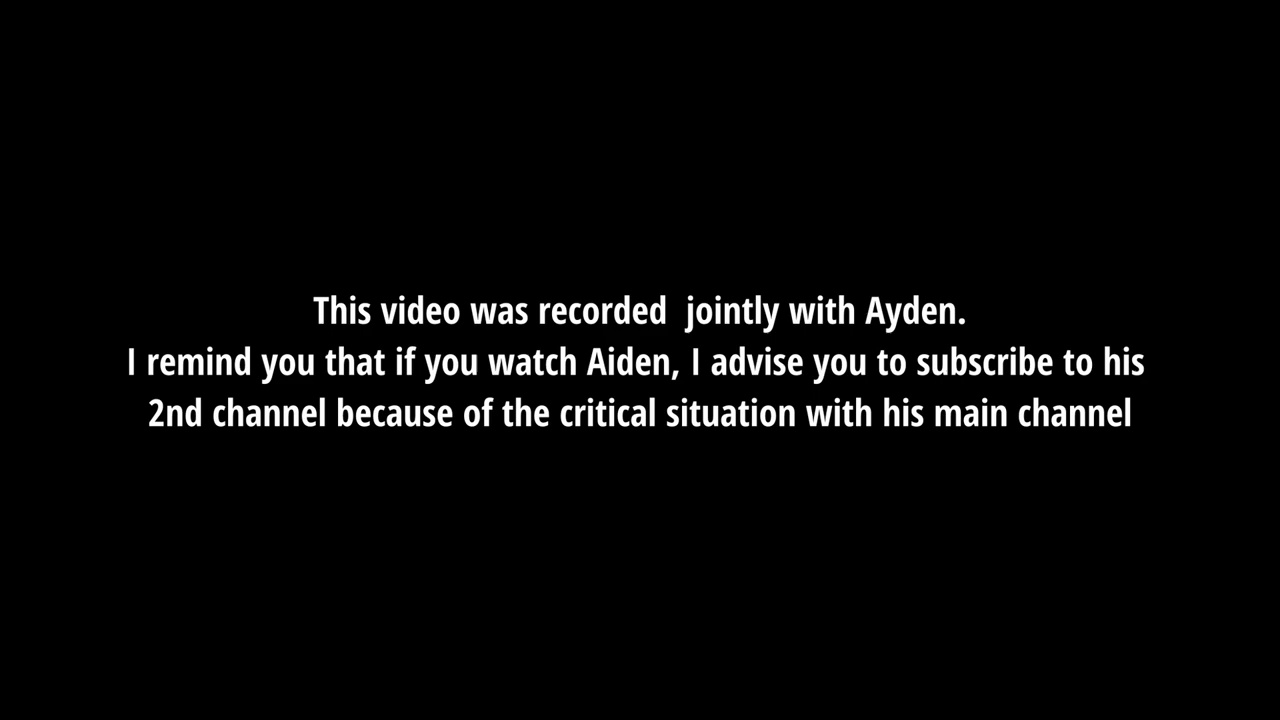 This video was recorded  jointly with Ayden.
I remind you that if you watch Aiden, I advise you to subscribe to his
2nd channel because of the critical situation with his main channel